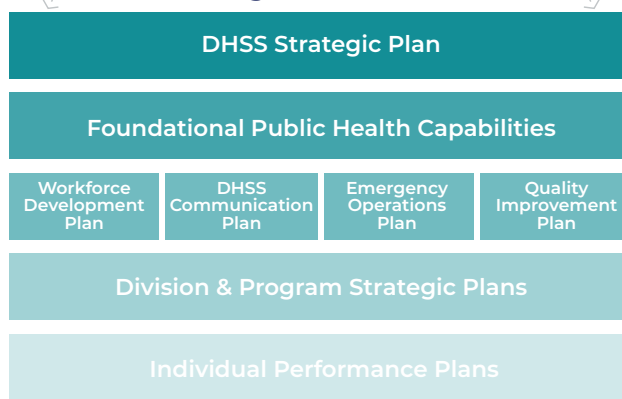 DHSS Strategic Plan
Foundational Public Health Capabilities
Workforce
Development
Plan
DHSS
Communication
Plan
Emergency
Operations
Plan
Quality
Improvement
Plan
Division & Program Strategic Plans
Individual Performance Plans